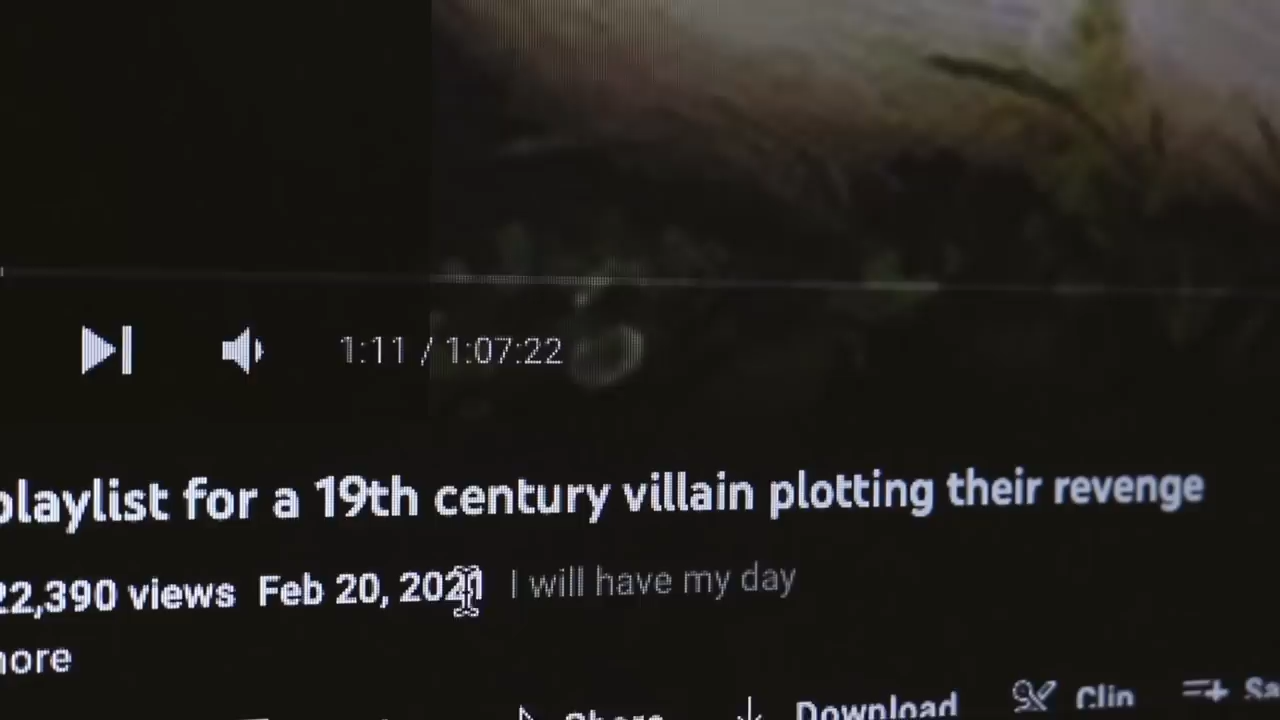 1:11 / 1:07:22
playlist for a 19th century villain plotting their revenge
22,390 views Feb 20, 2021 I will have my day
more
Share Download Clip